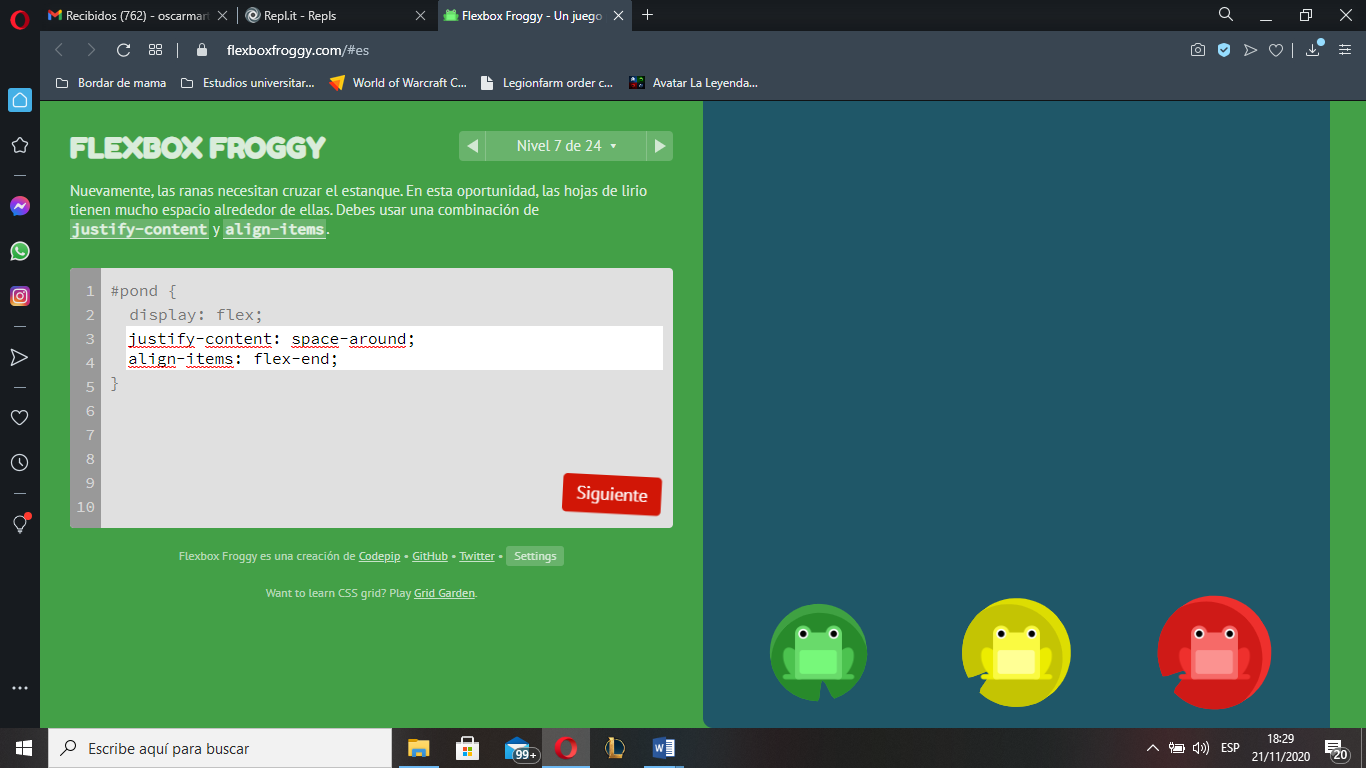 Recibidos (762) - oscarmar
Repl.it - Repls
Flexbox Froggy - Un juego
flexboxfroggy.com/#es
Bordar de mama
Estudios universitar...
World of Warcraft C...
Legionfarm order c...
Avatar La Leyenda...
FLEXBOX FROGGY
Nivel 7 de 24
Nuevamente, las ranas necesitan cruzar el estanque. En esta oportunidad, las hojas de lirio
tienen mucho espacio alrededor de ellas. Debes usar una combinación de
justify-content y align-items.
1 #pond {
2 display: flex;
3 justify-content: space-around;
4 align-items: flex-end;
5 }
6
7
8
9
10
Siguiente
Flexbox Froggy es una creación de Codepip • GitHub • Twitter • Settings
Want to learn CSS grid? Play Grid Garden.
Escribe aquí para buscar
99+
W
ESP
18:29
21/11/2020
20